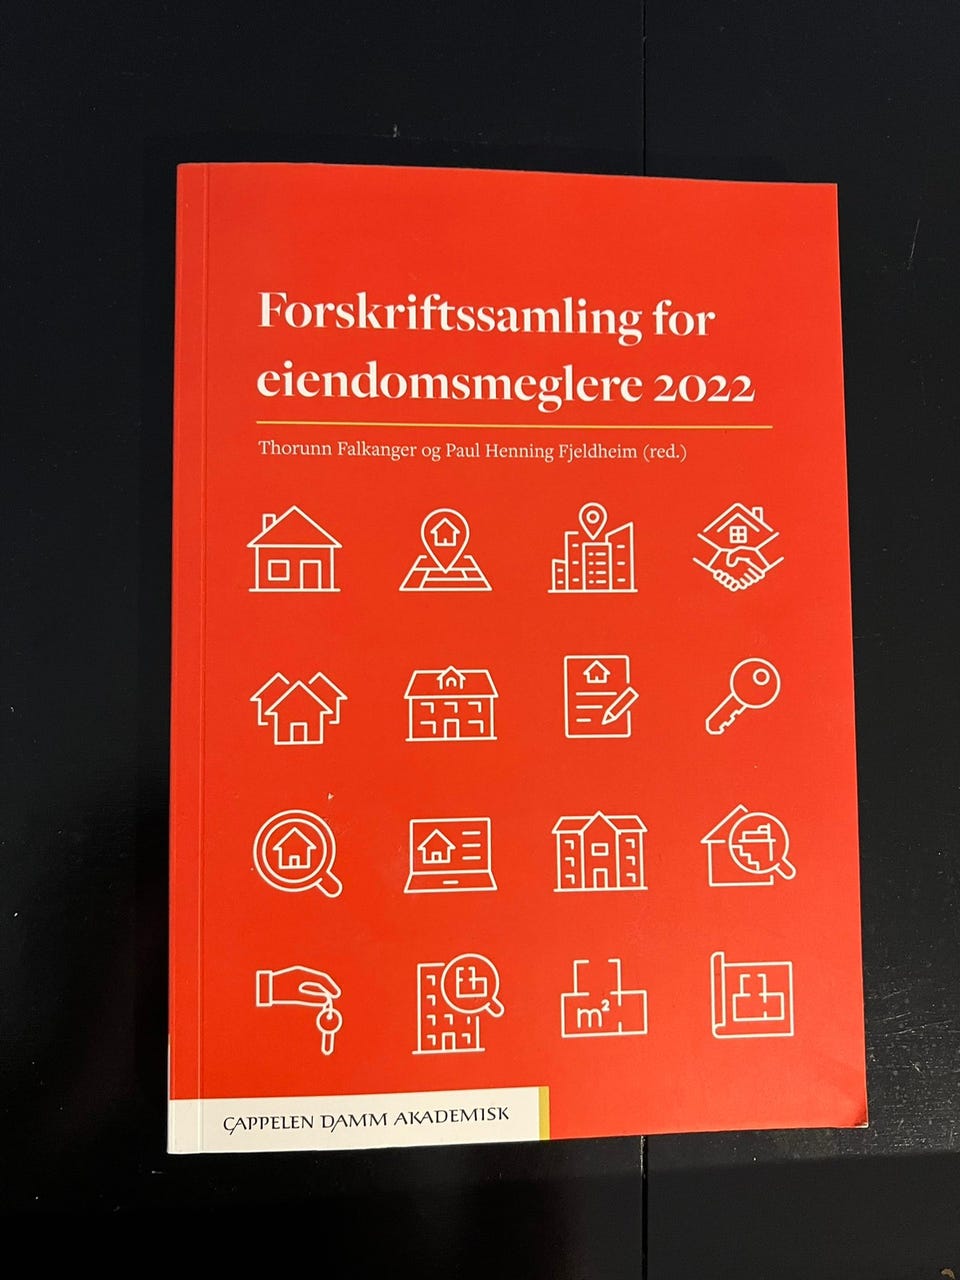 Forskriftssamling for
eiendomsmeglere 2022
Thorunn Falkanger og Paul Henning Fjeldheim (red.)
m²
CAPPELEN DAMM AKADEMISK